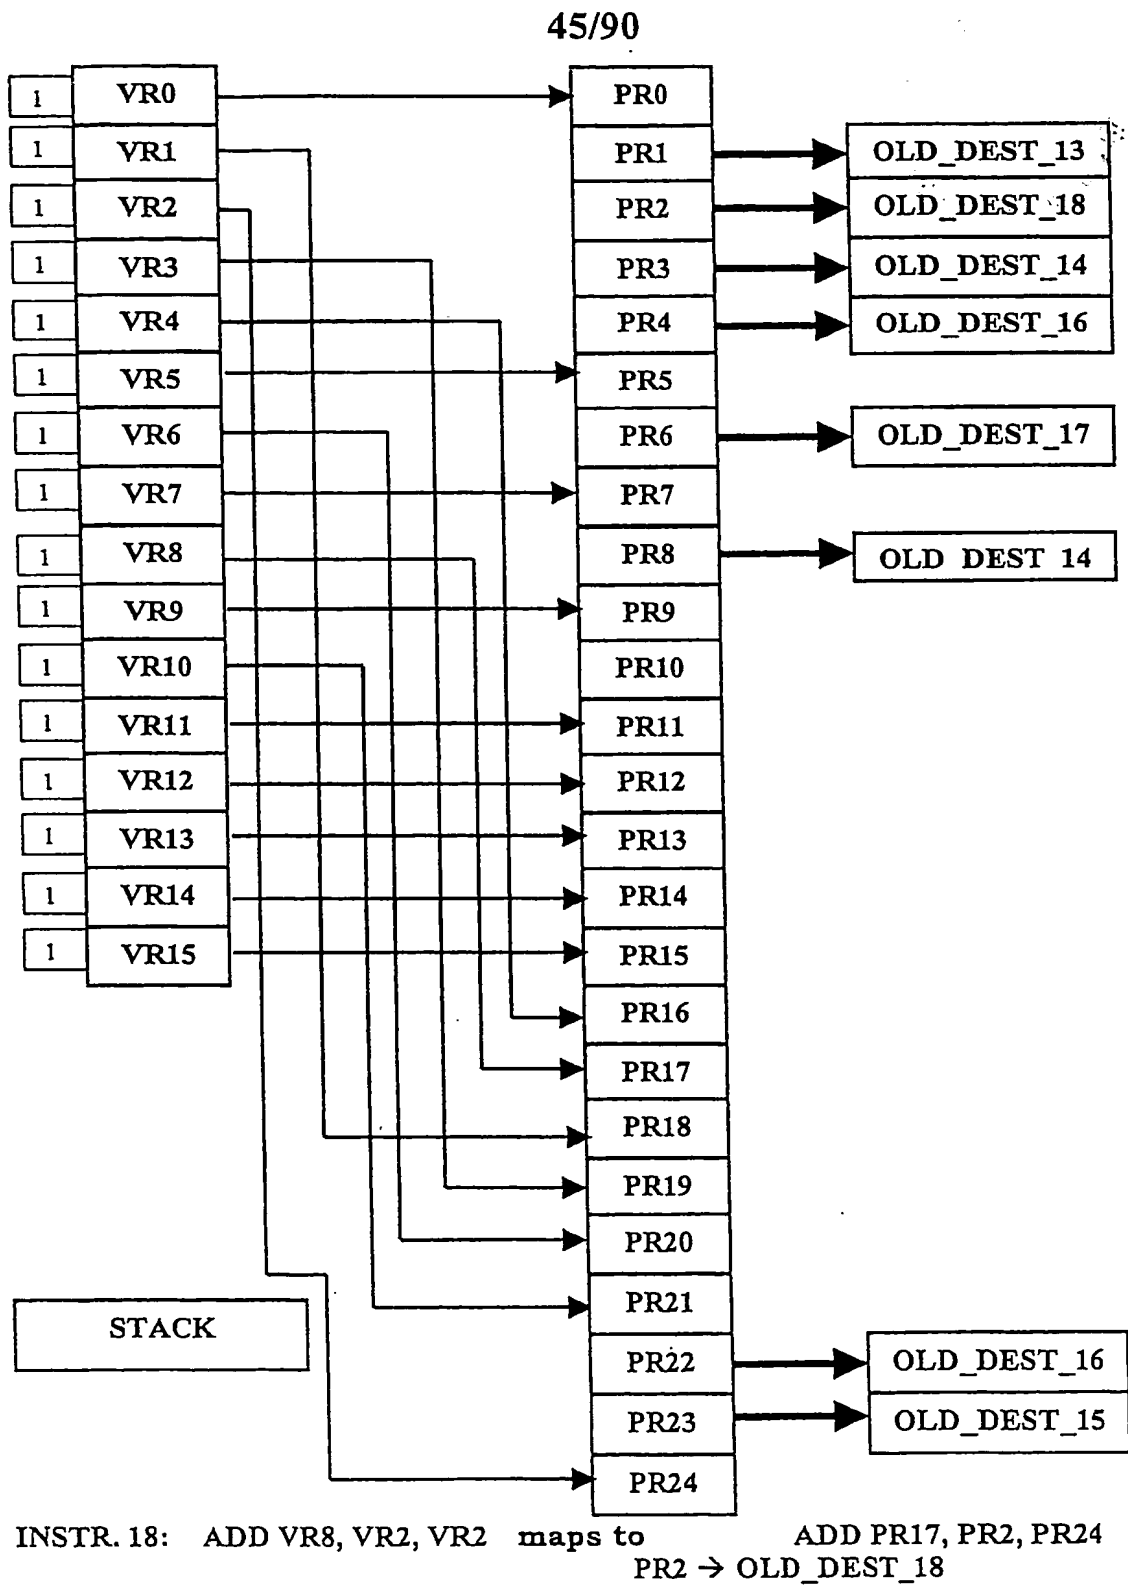 45/90
1 VR0 PR0
1 VR1 PR1 OLD_DEST_13
1 VR2 PR2 OLD_DEST_18
1 VR3 PR3 OLD_DEST_14
1 VR4 PR4 OLD_DEST_16
1 VR5 PR5
1 VR6 PR6 OLD_DEST_17
1 VR7 PR7
1 VR8 PR8 OLD DEST 14
1 VR9 PR9
1 VR10 PR10
1 VR11 PR11
1 VR12 PR12
1 VR13 PR13
1 VR14 PR14
1 VR15 PR15
PR16
PR17
PR18
PR19
PR20
PR21
STACK
PR22 OLD_DEST_16
PR23 OLD_DEST_15
PR24
INSTR. 18: ADD VR8, VR2, VR2 maps to ADD PR17, PR2, PR24
PR2 → OLD_DEST_18